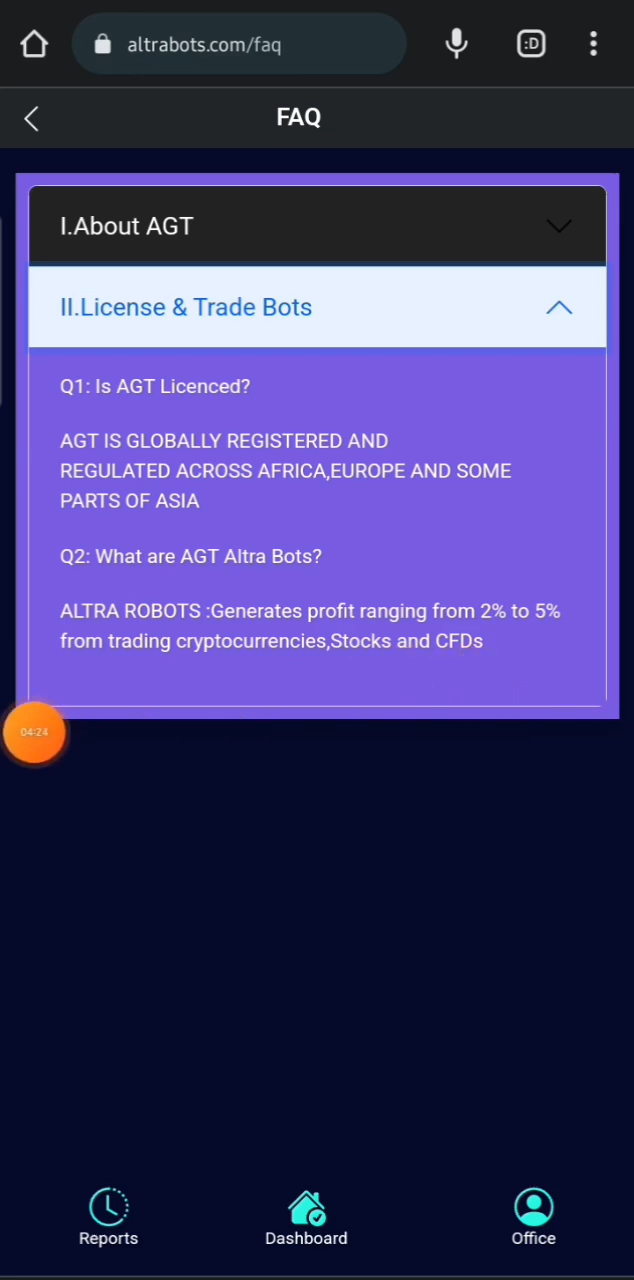 altrabots.com/faq
:D
FAQ
I.About AGT
II.License & Trade Bots
Q1: Is AGT Licenced?
AGT IS GLOBALLY REGISTERED AND
REGULATED ACROSS AFRICA,EUROPE AND SOME
PARTS OF ASIA
Q2: What are AGT Altra Bots?
ALTRA ROBOTS :Generates profit ranging from 2% to 5%
from trading cryptocurrencies,Stocks and CFDs
04:24
Reports
Dashboard
Office